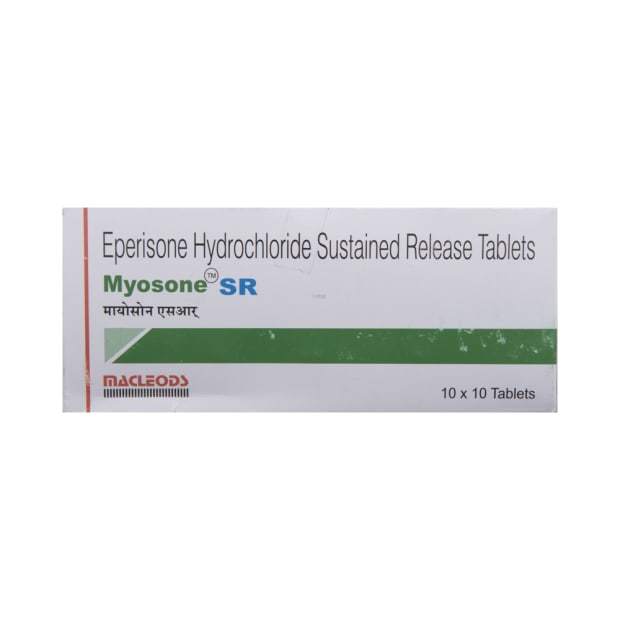 Eperisone Hydrochloride Sustained Release Tablets
Myosone™ SR
मायोसोन एसआर्
MACLEODS
10 x 10 Tablets